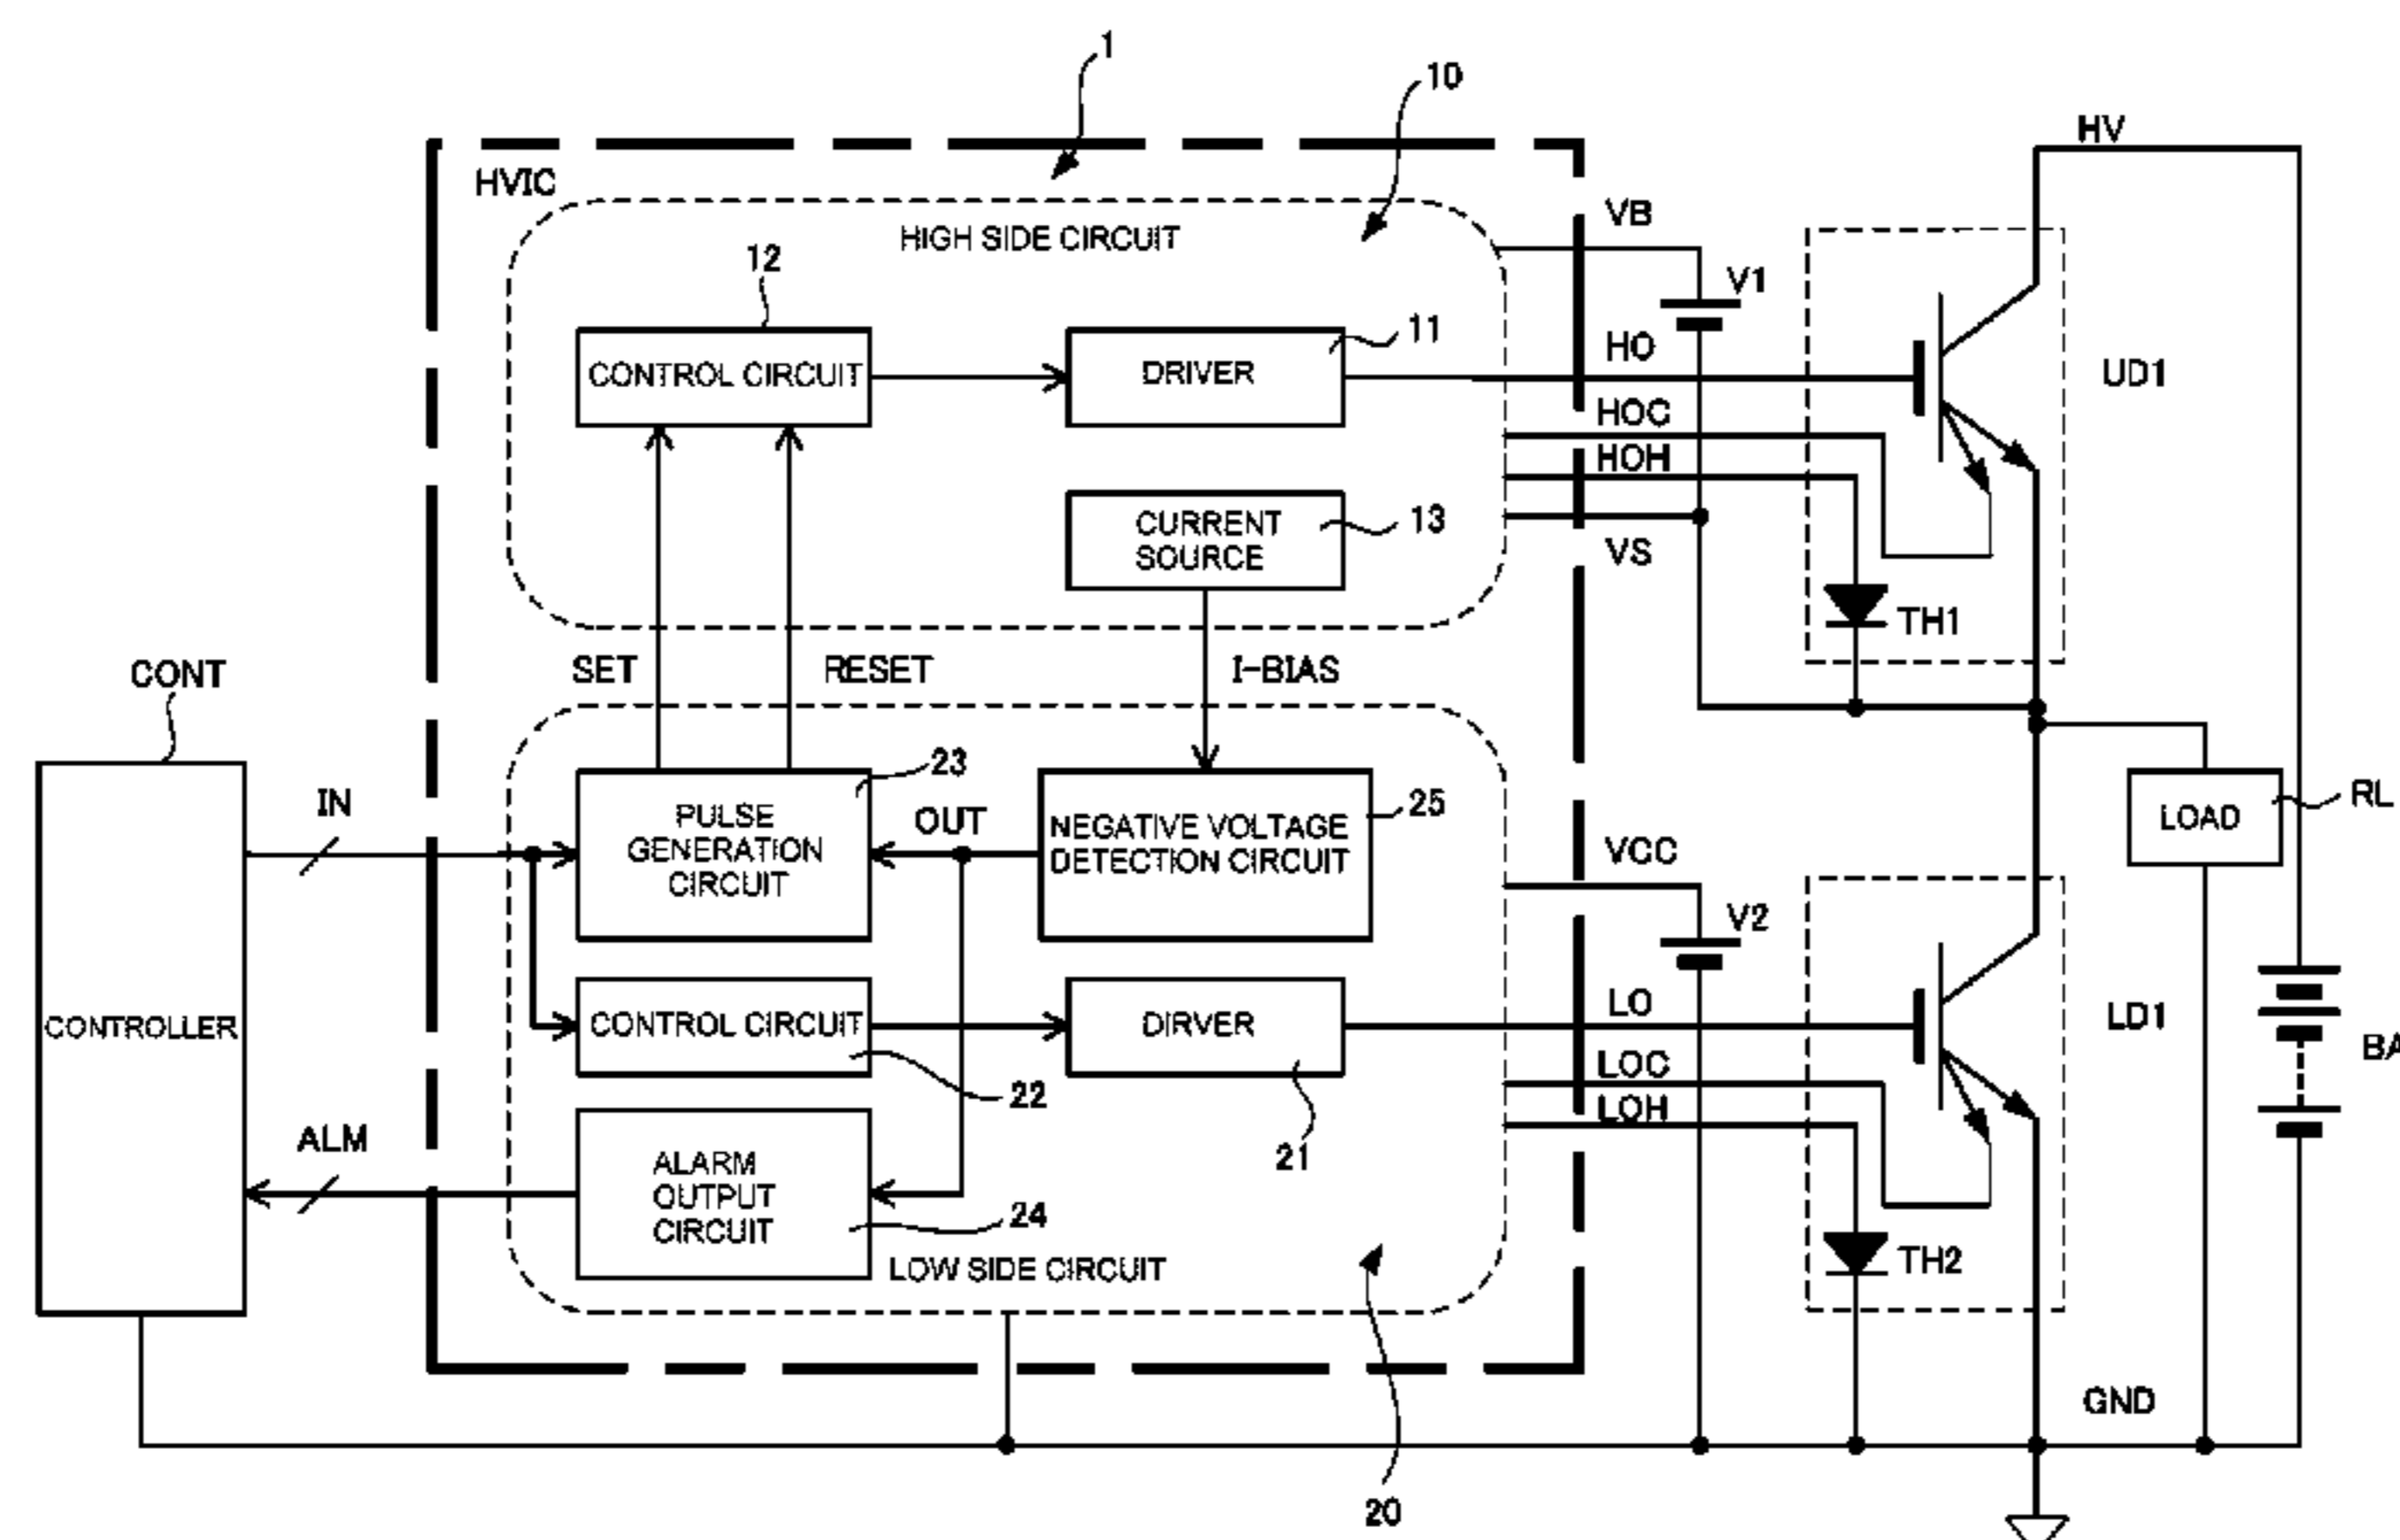 1
10
HV
HVIC
VB
HIGH SIDE CIRCUIT
12
V1
11
HO
CONTROL CIRCUIT
DRIVER
UD1
HOC
HOH
CURRENT
SOURCE
13
VS
TH1
CONT
SET
RESET
I-BIAS
23
IN
PULSE
GENERATION
CIRCUIT
OUT
NEGATIVE VOLTAGE
DETECTION CIRCUIT
25
LOAD
RL
VCC
V2
LO
CONTROLLER
CONTROL CIRCUIT
DIRVER
LD1
BA
22
LOC
LOH
ALM
21
ALARM
OUTPUT
CIRCUIT
24
LOW SIDE CIRCUIT
TH2
GND
20